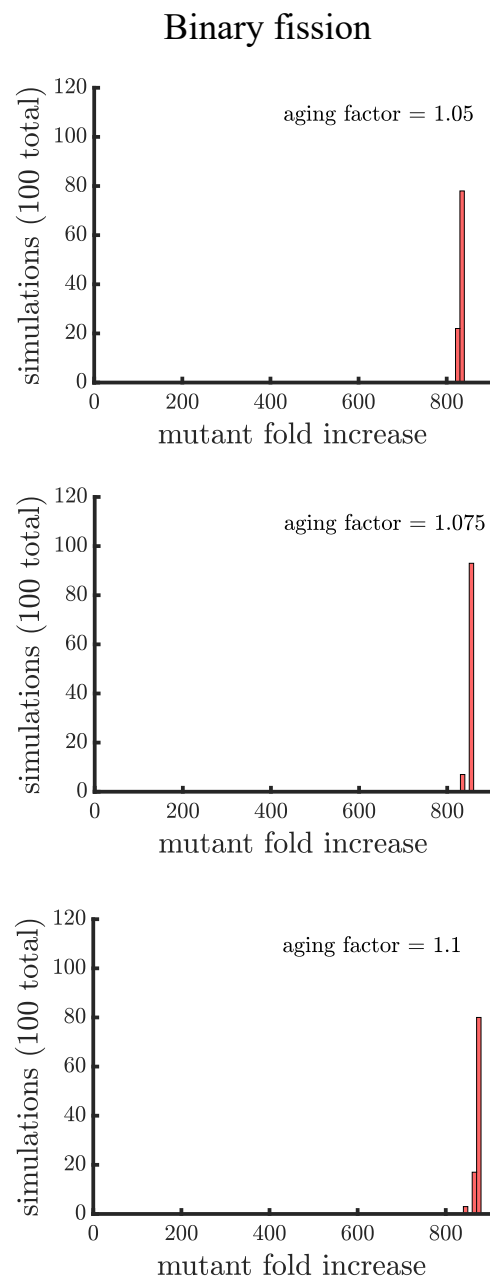 Binary fission
aging factor = 1.05
simulations (100 total)
120
100
80
60
40
20
0
0 200 400 600 800
mutant fold increase
aging factor = 1.075
simulations (100 total)
120
100
80
60
40
20
0
0 200 400 600 800
mutant fold increase
aging factor = 1.1
simulations (100 total)
120
100
80
60
40
20
0
0 200 400 600 800
mutant fold increase